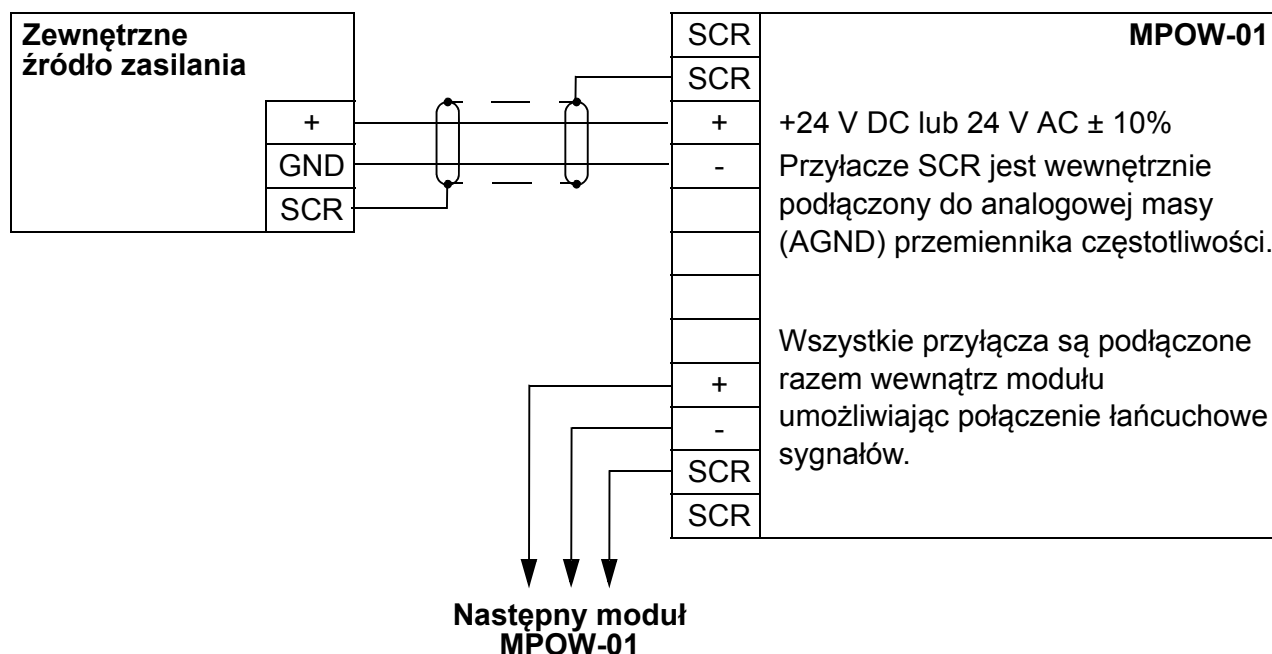 Zewnętrzne
źródło zasilania
+
GND
SCR
SCR
SCR
+
-
+
-
SCR
SCR
MPOW-01
+24 V DC lub 24 V AC ± 10%
Przyłacze SCR jest wewnętrznie
podłączony do analogowej masy
(AGND) przemiennika częstotliwości.
Wszystkie przyłącza są podłączone
razem wewnątrz modułu
umożliwiając połączenie łańcuchowe
sygnałów.
Następny moduł
MPOW-01